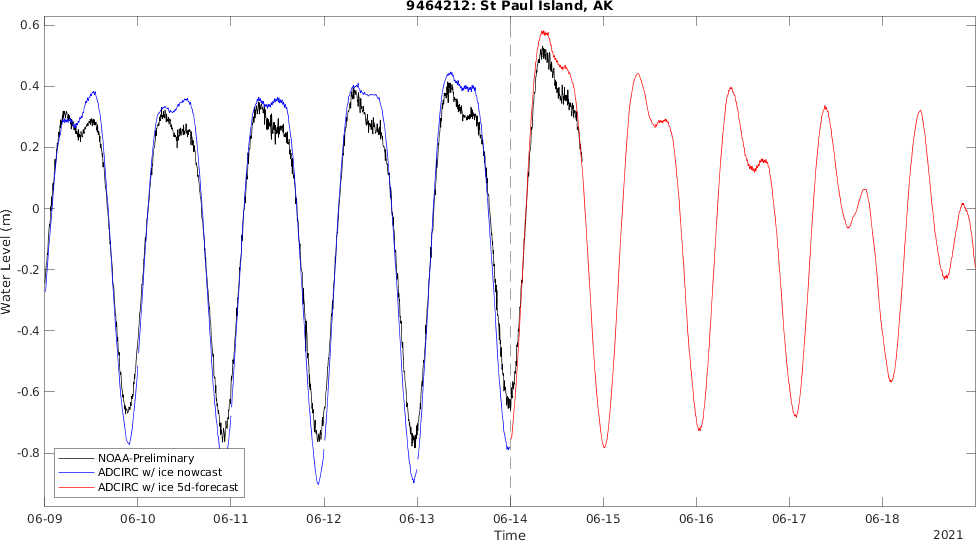 9464212: St Paul Island, AK
0.6
0.4
0.2
0
-0.2
-0.4
-0.6
-0.8
Water Level (m)
NOAA-Preliminary
ADCIRC w/ ice nowcast
ADCIRC w/ ice 5d-forecast
06-09 06-10 06-11 06-12 06-13 06-14 06-15 06-16 06-17 06-18
Time
2021